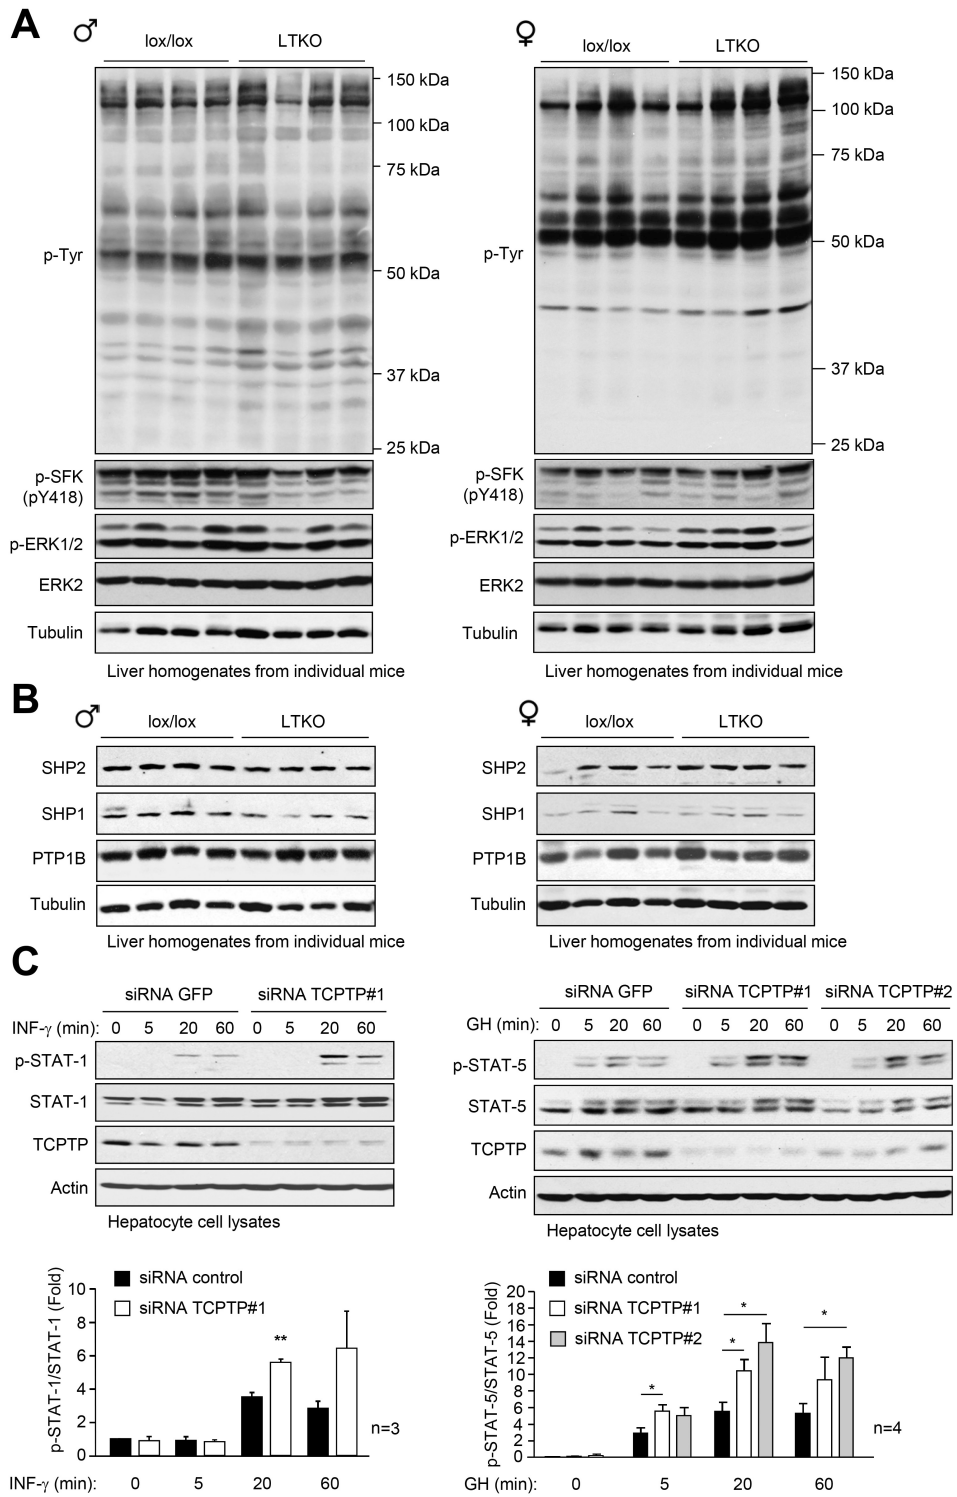 A
♂
lox/lox
LTKO
150 kDa
100 kDa
75 kDa
p-Tyr
50 kDa
37 kDa
25 kDa
p-SFK
(pY418)
p-ERK1/2
ERK2
Tubulin
Liver homogenates from individual mice
♀
lox/lox
LTKO
150 kDa
100 kDa
75 kDa
p-Tyr
50 kDa
37 kDa
25 kDa
p-SFK
(pY418)
p-ERK1/2
ERK2
Tubulin
Liver homogenates from individual mice
B
♂
lox/lox
LTKO
SHP2
SHP1
PTP1B
Tubulin
Liver homogenates from individual mice
♀
lox/lox
LTKO
SHP2
SHP1
PTP1B
Tubulin
Liver homogenates from individual mice
C
siRNA GFP
siRNA TCPTP#1
INF-γ (min): 0 5 20 60 0 5 20 60
p-STAT-1
STAT-1
TCPTP
Actin
Hepatocyte cell lysates
siRNA GFP
siRNA TCPTP#1
siRNA TCPTP#2
GH (min): 0 5 20 60 0 5 20 60 0 5 20 60
p-STAT-5
STAT-5
TCPTP
Actin
Hepatocyte cell lysates
p-STAT-1/STAT-1 (Fold)
10
8
6
4
2
0
siRNA control
siRNA TCPTP#1
**
n=3
INF-γ (min): 0 5 20 60
p-STAT-5/STAT-5 (Fold)
20
18
16
14
12
10
8
6
4
2
0
siRNA control
siRNA TCPTP#1
siRNA TCPTP#2
*
*
*
*
n=4
GH (min): 0 5 20 60